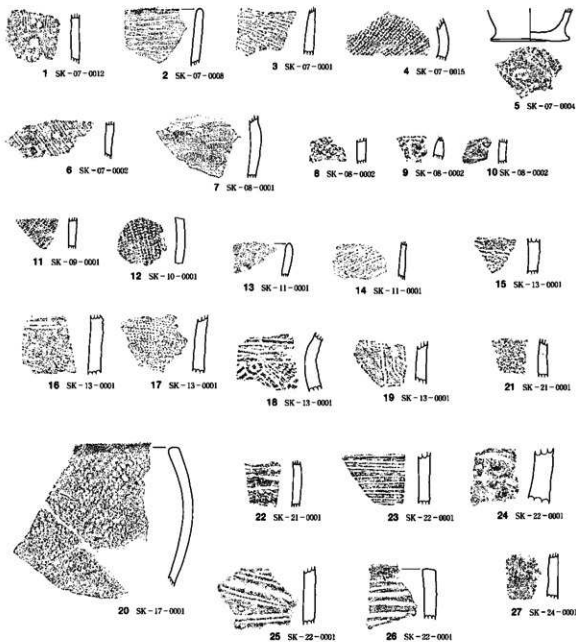 1 SK-07-0012
2 SK-07-0008
3 SK-07-0001
4 SK-07-0015
5 SK-07-0004
6 SK-07-0002
7 SK-08-0001
8 SK-08-0002
9 SK-08-0002
10 SK-08-0002
11 SK-09-0001
12 SK-10-0001
13 SK-11-0001
14 SK-11-0001
15 SK-13-0001
16 SK-13-0001
17 SK-13-0001
18 SK-13-0001
19 SK-13-0001
21 SK-21-0001
20 SK-17-0001
22 SK-21-0001
23 SK-22-0001
24 SK-22-0001
25 SK-22-0001
26 SK-22-0001
27 SK-24-0001